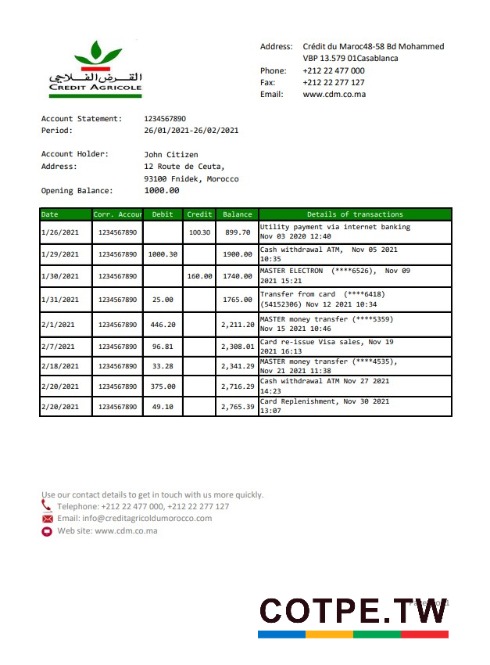 القرض الفلاحي
CREDIT AGRICOLE
Address: Crédit du Maroc48-58 Bd Mohammed
VBP 13.579 01Casablanca
Phone: +212 22 477 000
Fax: +212 22 277 127
Email: www.cdm.co.ma
Account Statement: 1234567890
Period: 26/01/2021-26/02/2021
Account Holder: John Citizen
Address: 12 Route de Ceuta,
93100 Fnidek, Morocco
Opening Balance: 1000.00
Date Corr. Accour Debit Credit Balance Details of transactions
1/26/2021 1234567890 100.30 899.70 Utility payment via internet banking
Nov 03 2020 12:40
1/29/2021 1234567890 1000.30 1900.00 Cash withdrawal ATM, Nov 05 2021
10:35
1/30/2021 1234567890 160.00 1740.00 MASTER ELECTRON (****6526), Nov 09
2021 15:21
1/31/2021 1234567890 25.00 1765.00 Transfer from card (****6418)
(54152306) Nov 12 2021 10:34
2/1/2021 1234567890 446.20 2,211.20 MASTER money transfer (****5359)
Nov 15 2021 10:46
2/7/2021 1234567890 96.81 2,308.01 Card re-issue Visa sales, Nov 19
2021 16:13
2/18/2021 1234567890 33.28 2,341.29 MASTER money transfer (****4535),
Nov 21 2021 11:38
2/20/2021 1234567890 375.00 2,716.29 Cash withdrawal ATM Nov 27 2021
14:23
2/20/2021 1234567890 49.10 2,765.39 Card Replenishment, Nov 30 2021
13:07
Use our contact details to get in touch with us more quickly.
Telephone: +212 22 477 000, +212 22 277 127
Email: info@creditagricoldumorocco.com
Web site: www.cdm.co.ma
COTPE.TW